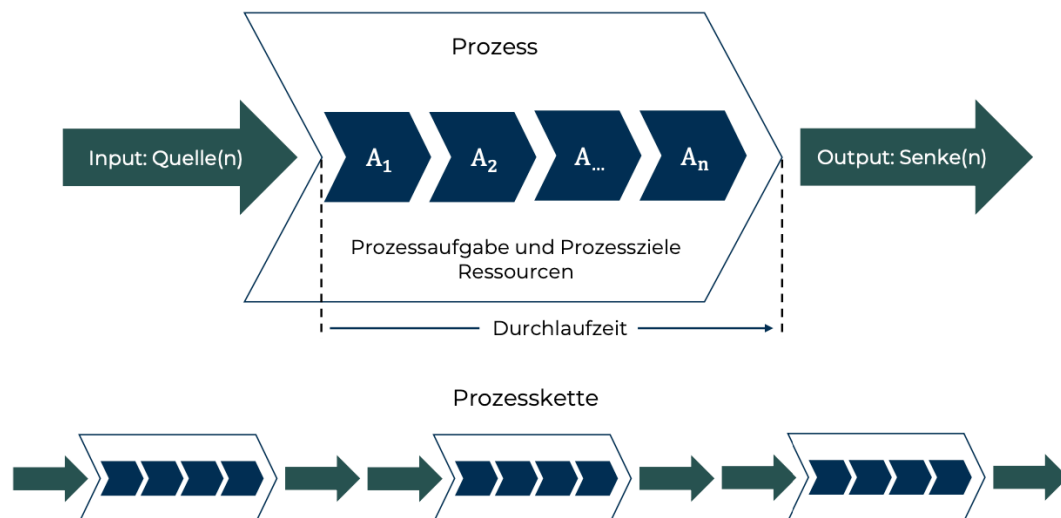 Prozess
Input: Quelle(n)
A₁
A₂
A...
Aₙ
Output: Senke(n)
Prozessaufgabe und Prozessziele
Ressourcen
Durchlaufzeit
Prozesskette